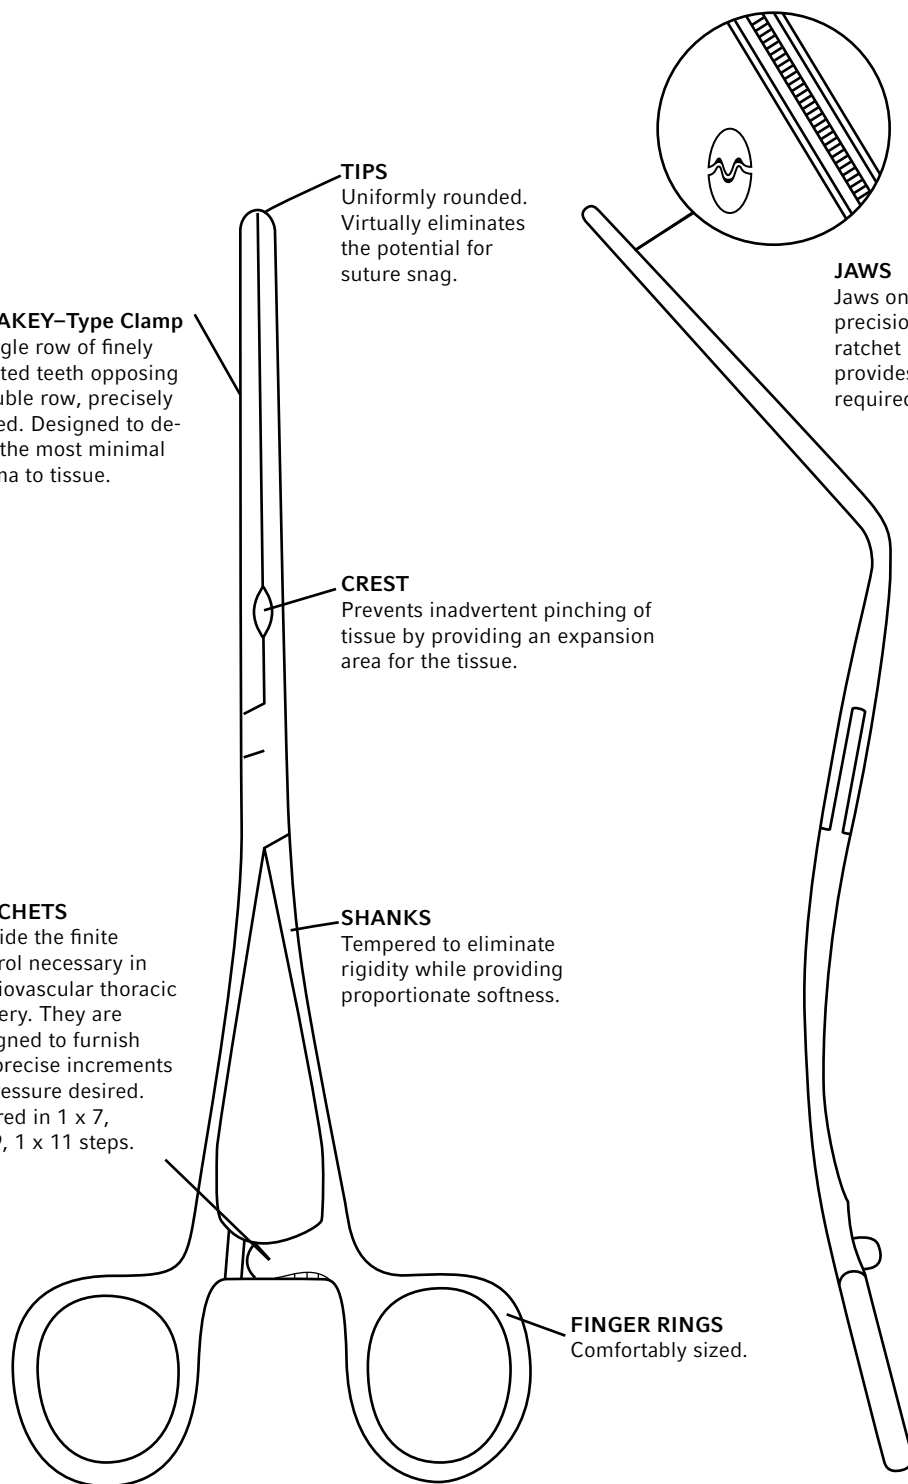 TIPS
Uniformly rounded.
Virtually eliminates
the potential for
suture snag.
JAWS
Jaws on
precisio
ratchet
provides
required
AKEY–Type Clamp
gle row of finely
ted teeth opposing
uble row, precisely
ed. Designed to de-
the most minimal
ma to tissue.
CREST
Prevents inadvertent pinching of
tissue by providing an expansion
area for the tissue.
CHETS
ide the finite
rol necessary in
iovascular thoracic
ery. They are
gned to furnish
precise increments
ressure desired.
red in 1 x 7,
9, 1 x 11 steps.
SHANKS
Tempered to eliminate
rigidity while providing
proportionate softness.
FINGER RINGS
Comfortably sized.